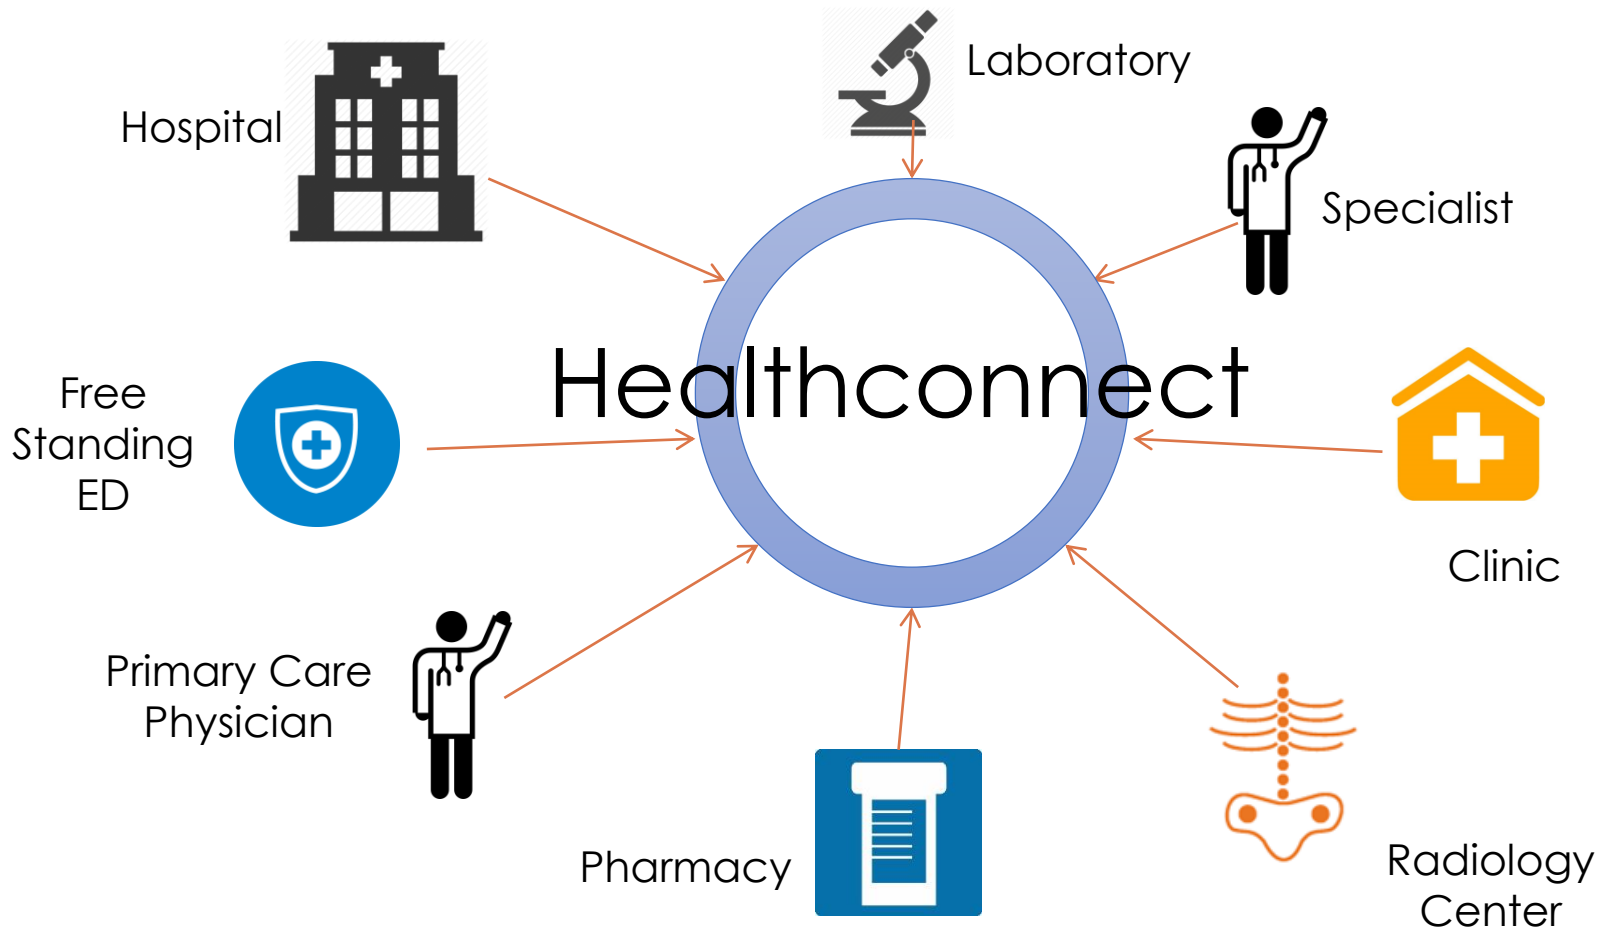 Laboratory
Hospital
Specialist
Healthconnect
Free
Standing
ED
Clinic
Primary Care
Physician
Pharmacy
Radiology
Center